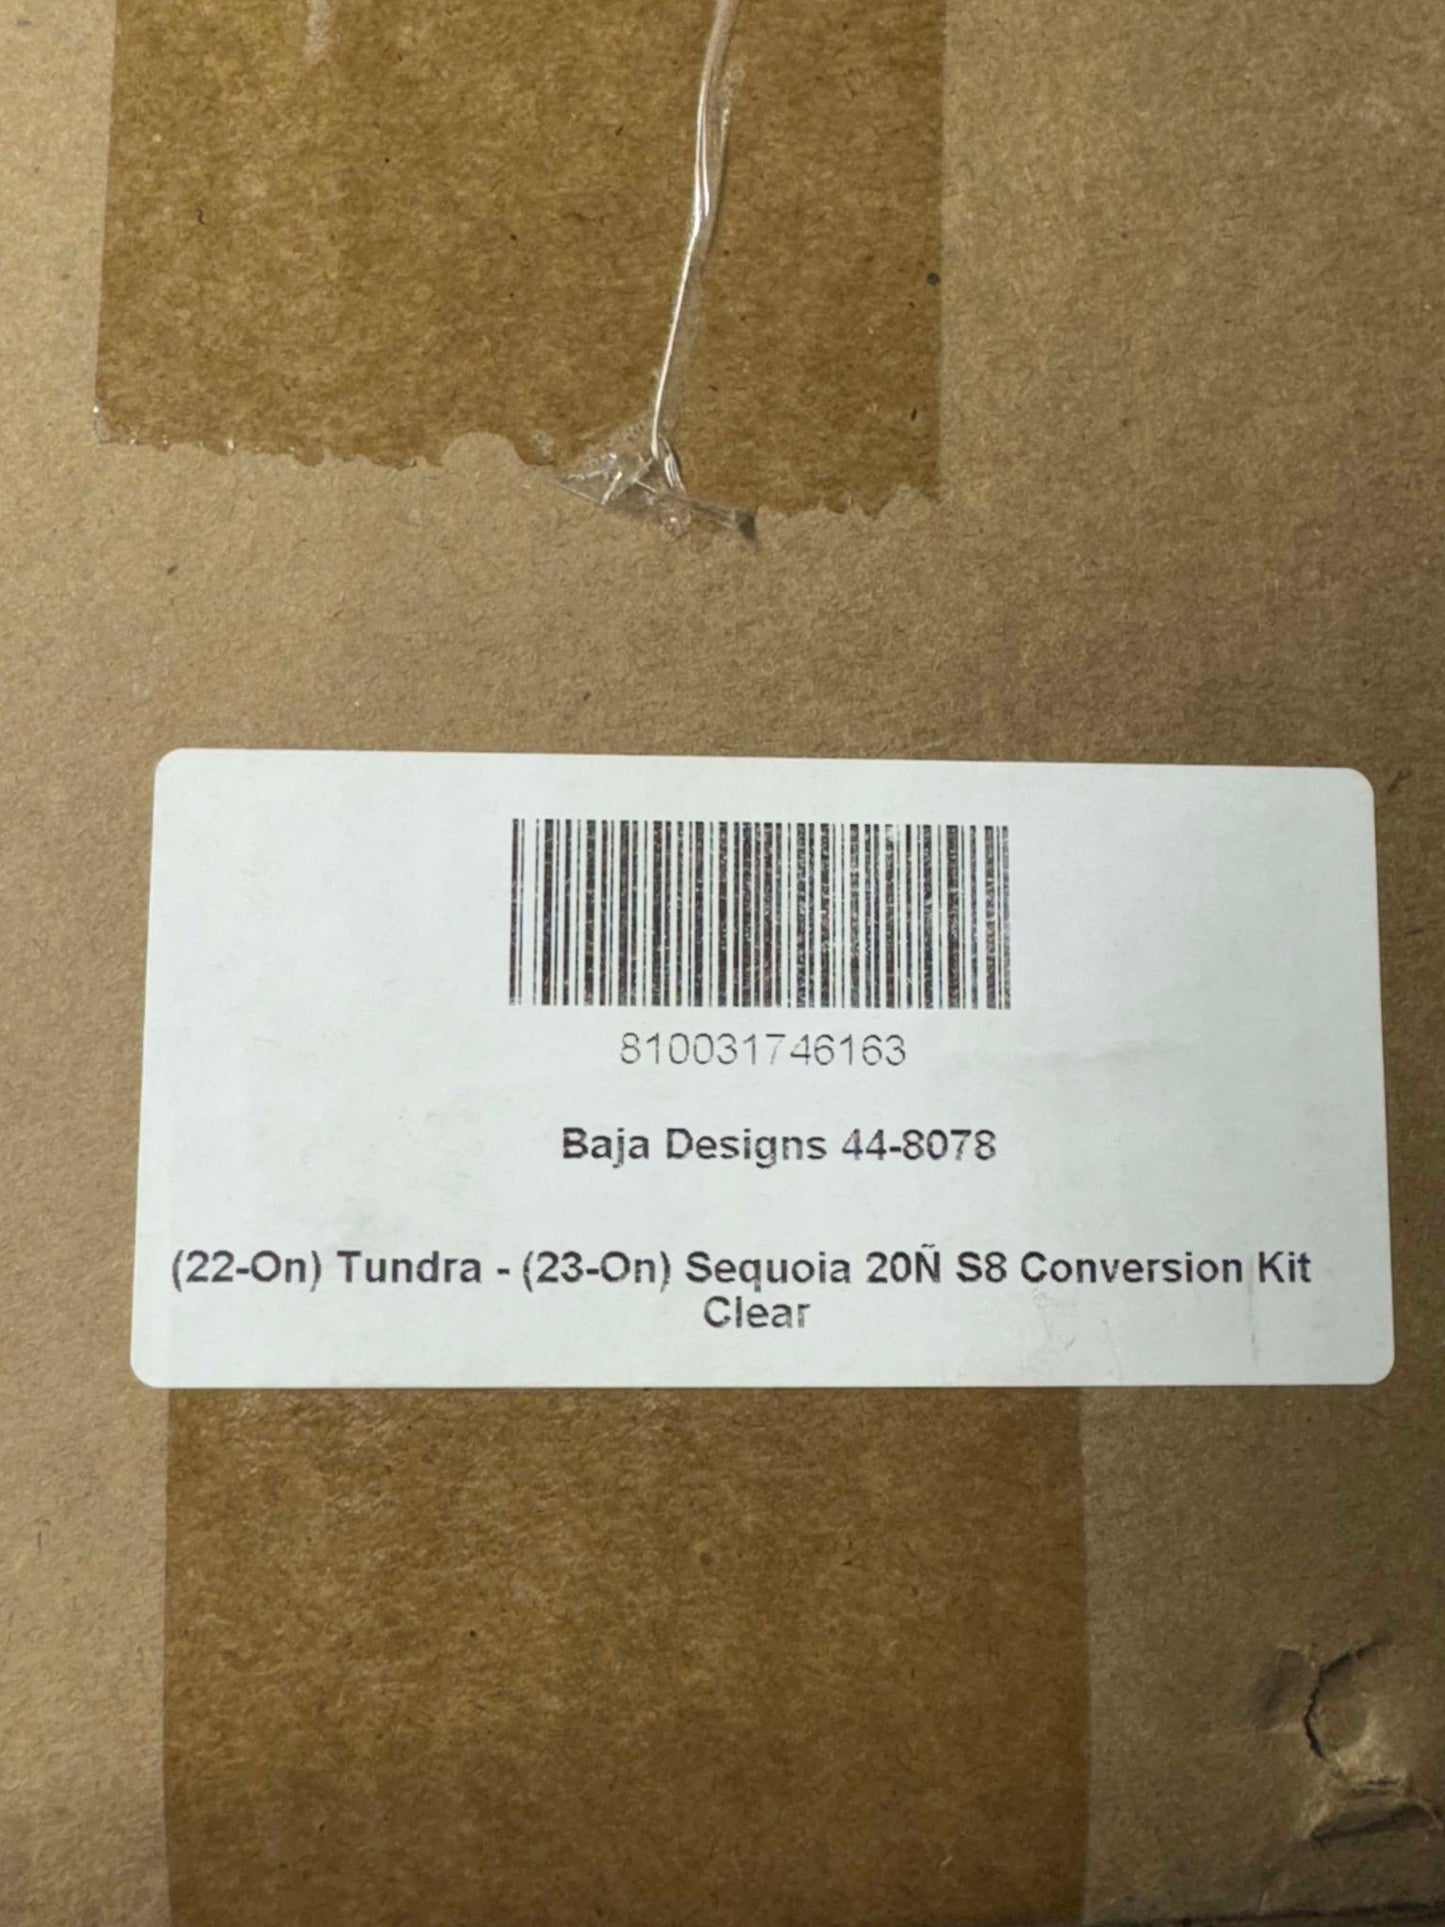 810031746163
Baja Designs 44-8078
(22-On) Tundra - (23-On) Sequoia 20Ñ S8 Conversion Kit
Clear